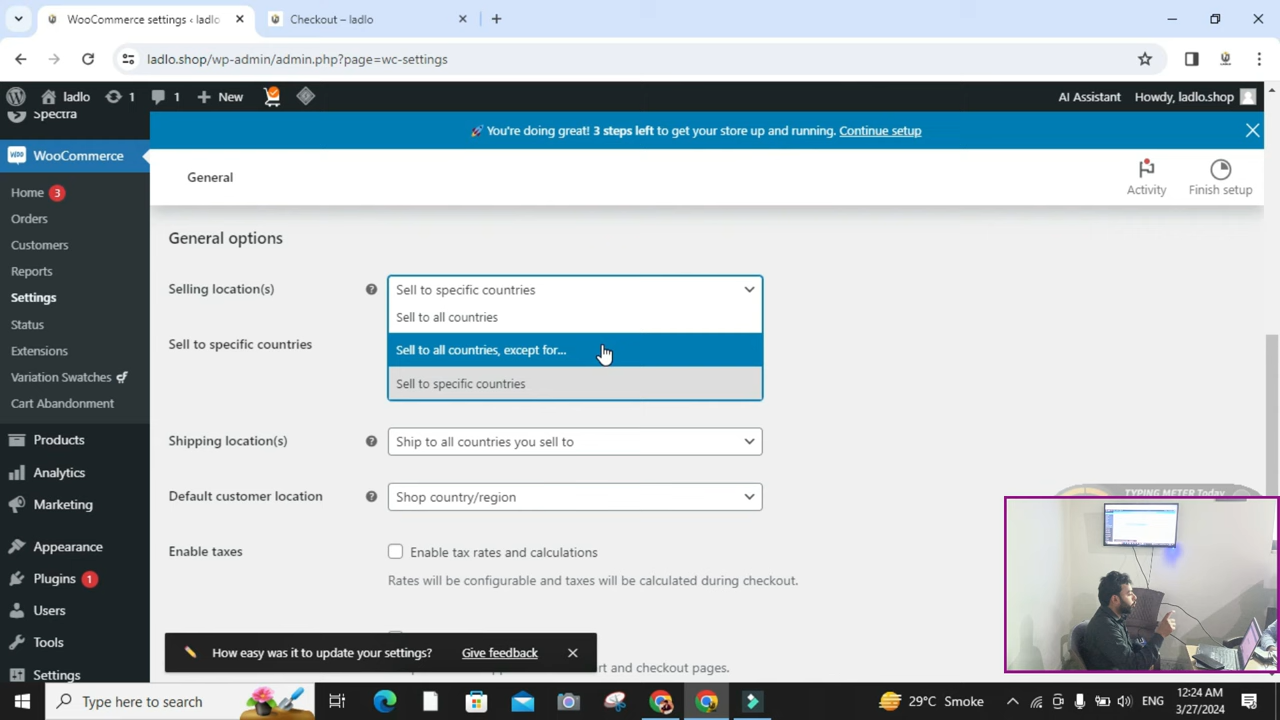 WooCommerce settings ‹ ladlo
Checkout – ladlo
ladlo.shop/wp-admin/admin.php?page=wc-settings
ladlo
1
1
New
AI Assistant
Howdy, ladlo.shop
Spectra
🚀 You're doing great! 3 steps left to get your store up and running. Continue setup
WooCommerce
General
Activity
Finish setup
Home 3
Orders
Customers
Reports
Settings
Status
Extensions
Variation Swatches
Cart Abandonment
Products
Analytics
Marketing
Appearance
Plugins 1
Users
Tools
Settings
General options
Selling location(s)
Sell to specific countries
Sell to all countries
Sell to specific countries
Sell to all countries, except for...
Sell to specific countries
Shipping location(s)
Ship to all countries you sell to
Default customer location
Shop country/region
Enable taxes
Enable tax rates and calculations
Rates will be configurable and taxes will be calculated during checkout.
TYPING METER Today
How easy was it to update your settings?
Give feedback
rt and checkout pages.
Type here to search
29°C Smoke
ENG
12:24 AM
3/27/2024